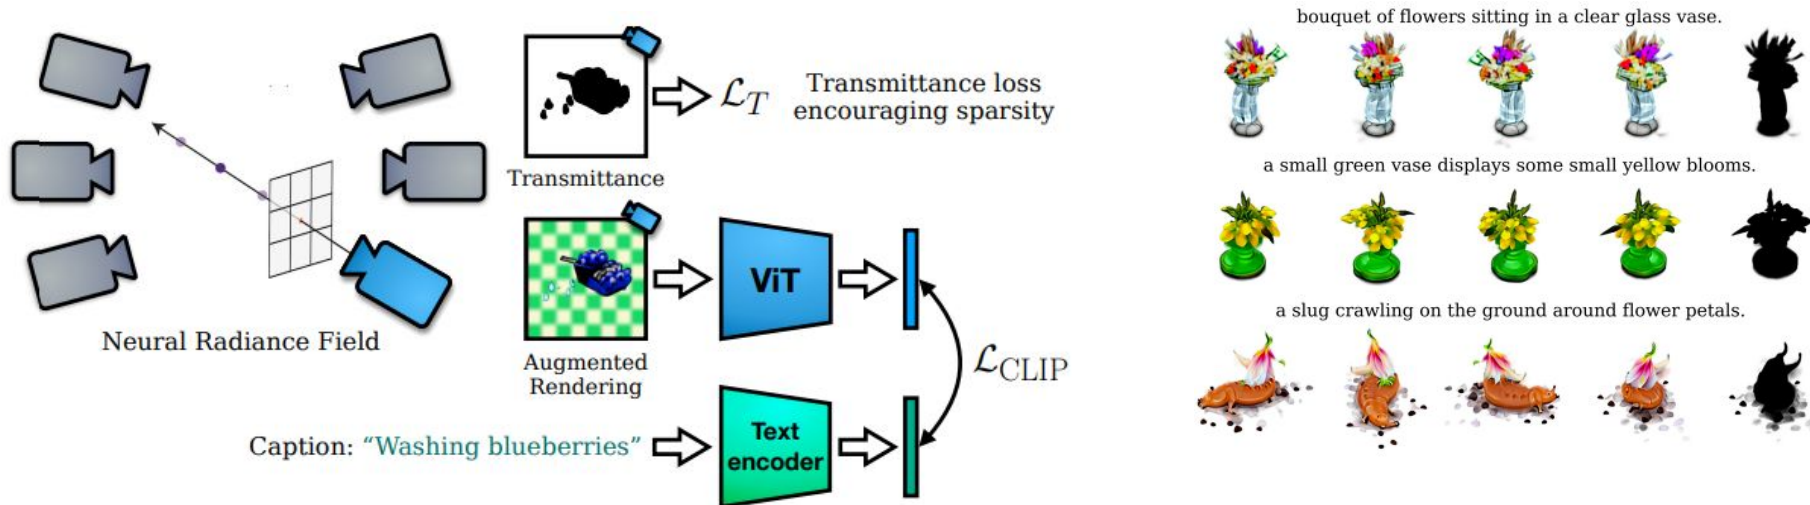 Neural Radiance Field
Transmittance
ℒT
Transmittance loss
encouraging sparsity
Augmented
Rendering
ViT
ℒCLIP
Caption: “Washing blueberries”
Text
encoder
bouquet of flowers sitting in a clear glass vase.
a small green vase displays some small yellow blooms.
a slug crawling on the ground around flower petals.